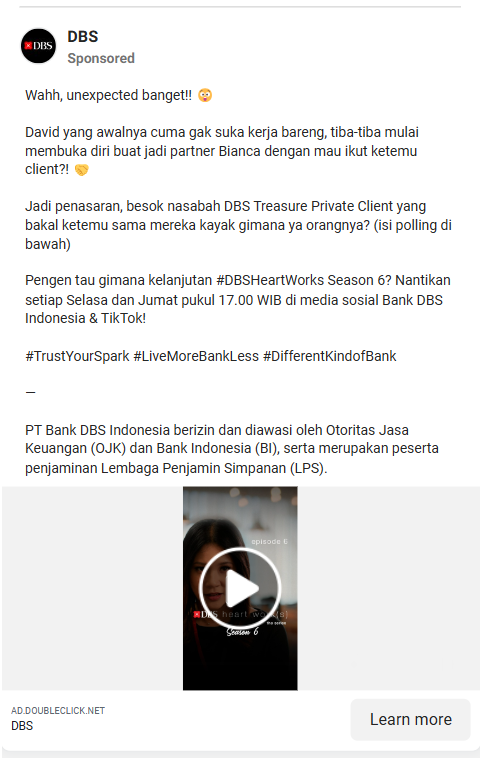 DBS
DBS
Sponsored
Wahh, unexpected banget!! 😳
David yang awalnya cuma gak suka kerja bareng, tiba-tiba mulai
membuka diri buat jadi partner Bianca dengan mau ikut ketemu
client?! 🤝
Jadi penasaran, besok nasabah DBS Treasure Private Client yang
bakal ketemu sama mereka kayak gimana ya orangnya? (isi polling di
bawah)
Pengen tau gimana kelanjutan #DBSHeartWorks Season 6? Nantikan
setiap Selasa dan Jumat pukul 17.00 WIB di media sosial Bank DBS
Indonesia & TikTok!
#TrustYourSpark #LiveMoreBankLess #DifferentKindofBank
—
PT Bank DBS Indonesia berizin dan diawasi oleh Otoritas Jasa
Keuangan (OJK) dan Bank Indonesia (BI), serta merupakan peserta
penjaminan Lembaga Penjamin Simpanan (LPS).
episode 6
DBS heart work(s)
the series
Season 6
AD.DOUBLECLICK.NET
DBS
Learn more